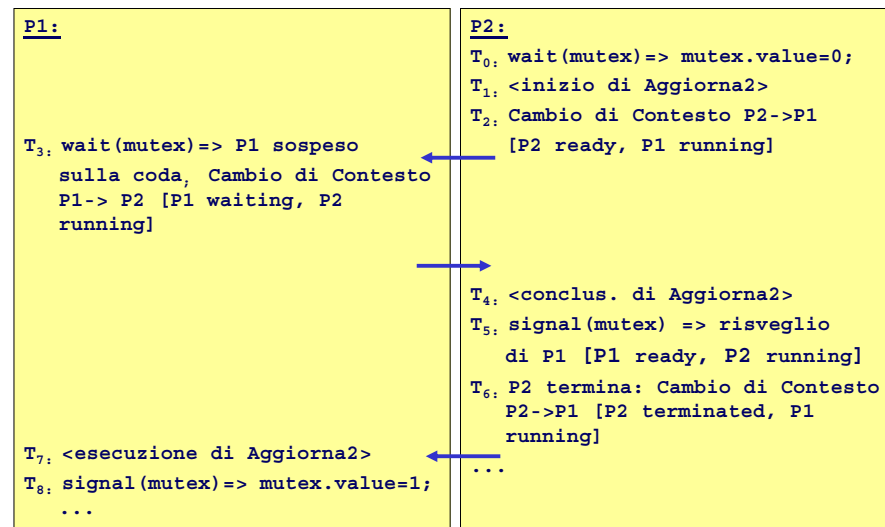 P1:
T3: wait(mutex)=> P1 sospeso
sulla coda; Cambio di Contesto
P1-> P2 [P1 waiting, P2
running]
T7: <esecuzione di Aggiorna2>
T8: signal(mutex)=> mutex.value=1;
...
P2:
T0: wait(mutex)=> mutex.value=0;
T1: <inizio di Aggiorna2>
T2: Cambio di Contesto P2->P1
[P2 ready, P1 running]
T4: <conclus. di Aggiorna2>
T5: signal(mutex) => risveglio
di P1 [P1 ready, P2 running]
T6: P2 termina: Cambio di Contesto
P2->P1 [P2 terminated, P1
running]
...